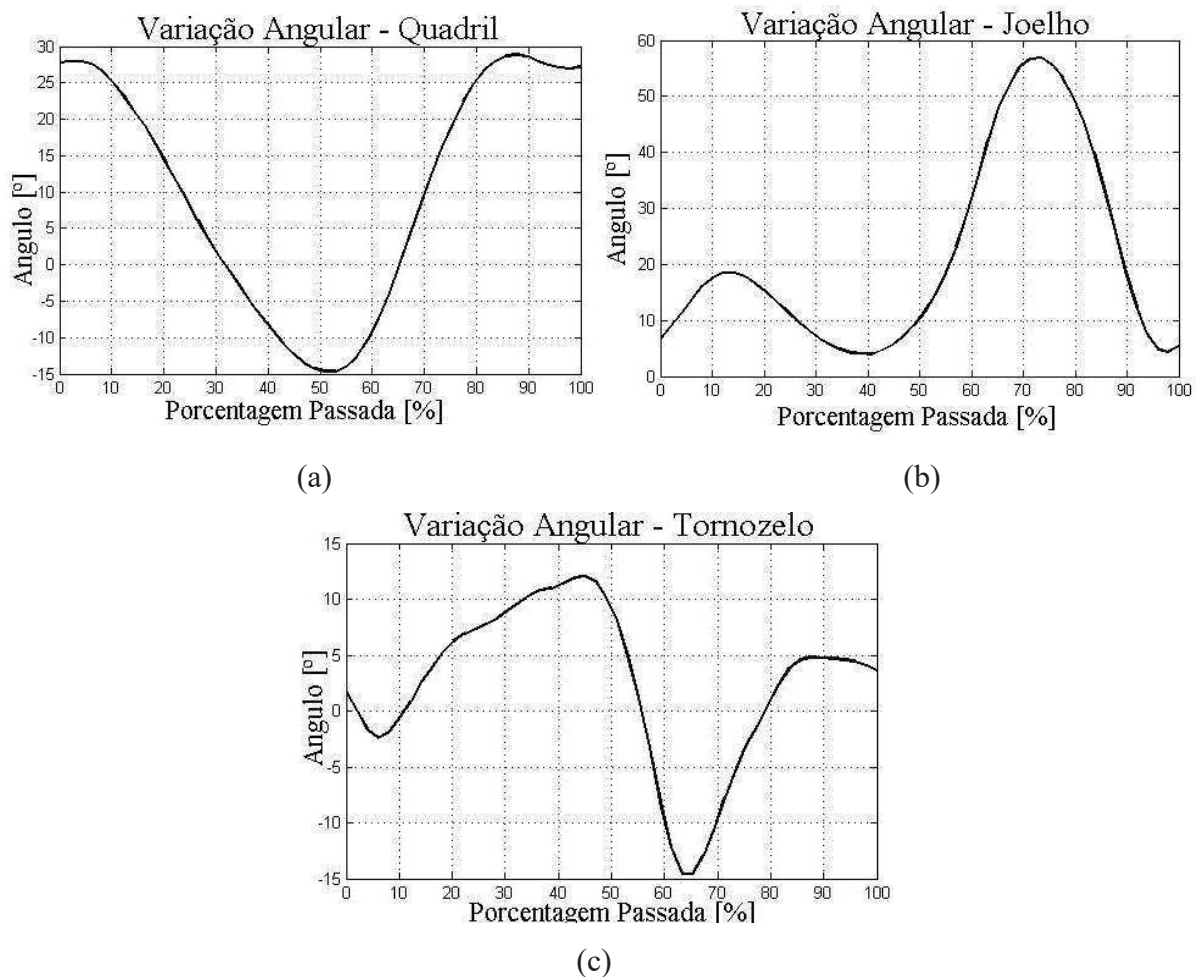 Variação Angular - Quadril
30
25
20
15
10
5
0
-5
-10
-15
Angulo [º]
0 10 20 30 40 50 60 70 80 90 100
Porcentagem Passada [%]
(a)
Variação Angular - Joelho
60
50
40
30
20
10
0
Angulo [º]
0 10 20 30 40 50 60 70 80 90 100
Porcentagem Passada [%]
(b)
Variação Angular - Tornozelo
15
10
5
0
-5
-10
-15
Angulo [º]
0 10 20 30 40 50 60 70 80 90 100
Porcentagem Passada [%]
(c)